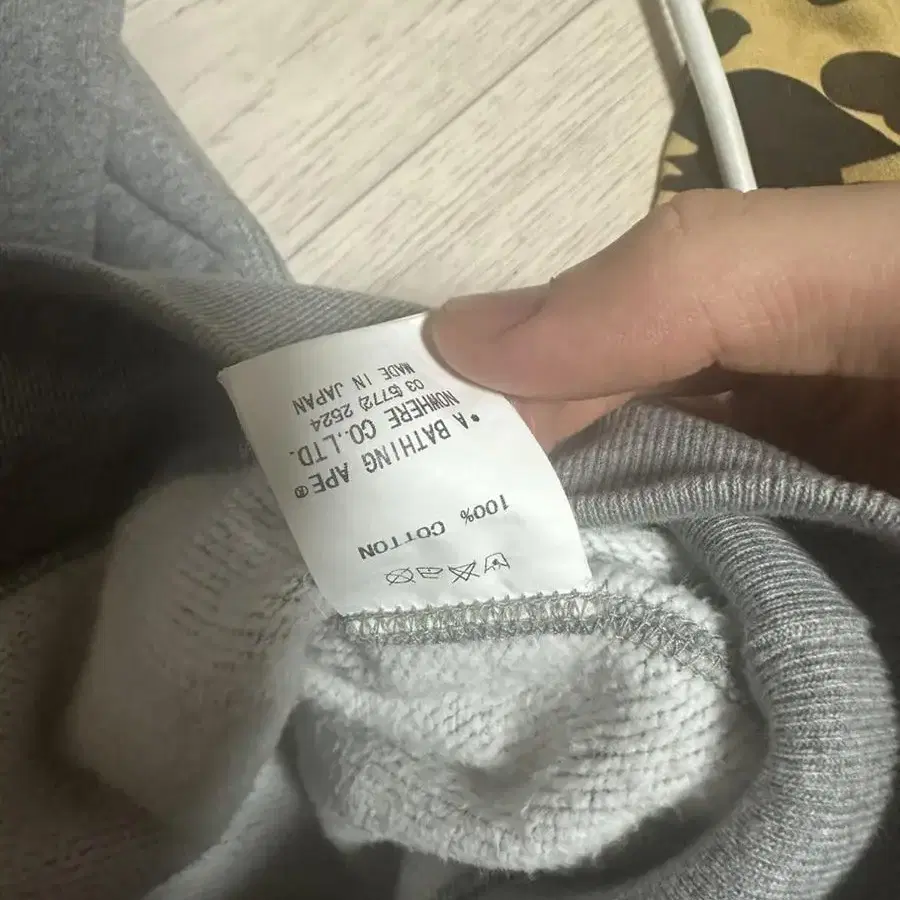 100% COTTON
•A BATHING APE®
NOWHERE CO.,LTD.
03 (5772) 2524
MADE IN JAPAN